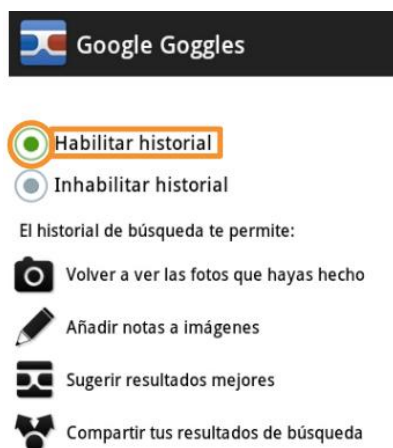 Google Goggles
Habilitar historial
Inhabilitar historial
El historial de búsqueda te permite:
Volver a ver las fotos que hayas hecho
Añadir notas a imágenes
Sugerir resultados mejores
Compartir tus resultados de búsqueda